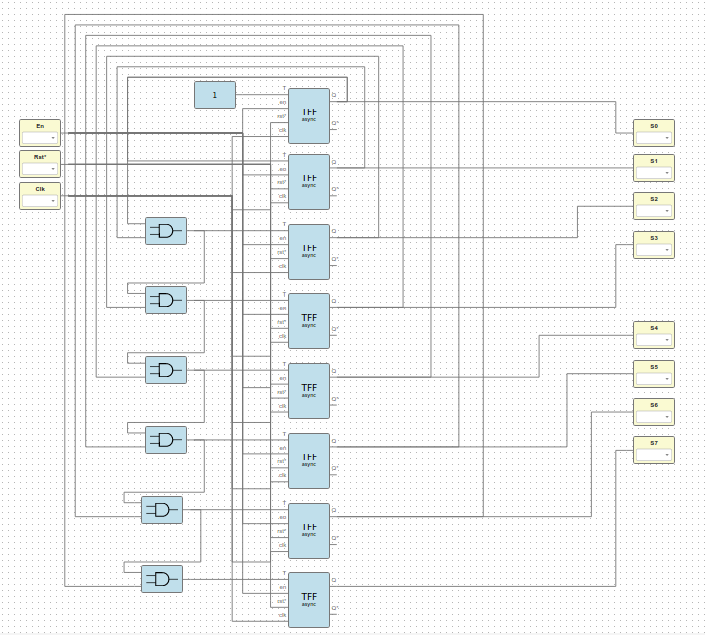 1
T
en
rst*
clk
TFF
async
Q
Q*
En
Rst*
Clk
S0
S1
T
en
rst*
clk
TFF
async
Q
Q*
S2
T
en
rst*
clk
TFF
async
Q
Q*
S3
T
en
rst*
clk
TFF
async
Q
Q*
S4
T
en
rst*
clk
TFF
async
Q
Q*
S5
S6
T
en
rst*
clk
TFF
async
Q
Q*
S7
T
en
rst*
clk
TFF
async
Q
Q*
T
en
rst*
clk
TFF
async
Q
Q*